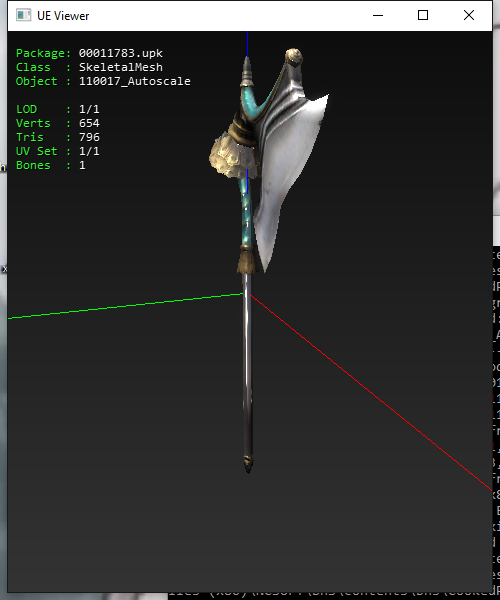 UE Viewer
Package: 00011783.upk
Class : SkeletalMesh
Object : 110017_Autoscale
LOD : 1/1
Verts : 654
Tris : 796
UV Set : 1/1
Bones : 1